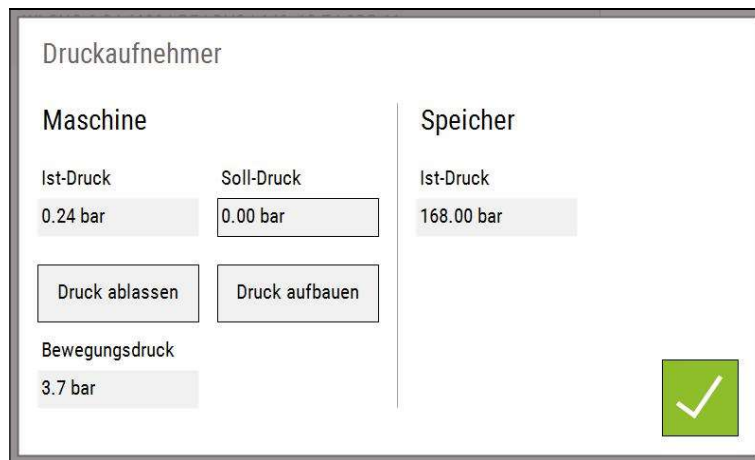 Druckaufnehmer
Maschine
Ist-Druck Soll-Druck
0.24 bar 0.00 bar
Druck ablassen Druck aufbauen
Bewegungsdruck
3.7 bar
Speicher
Ist-Druck
168.00 bar